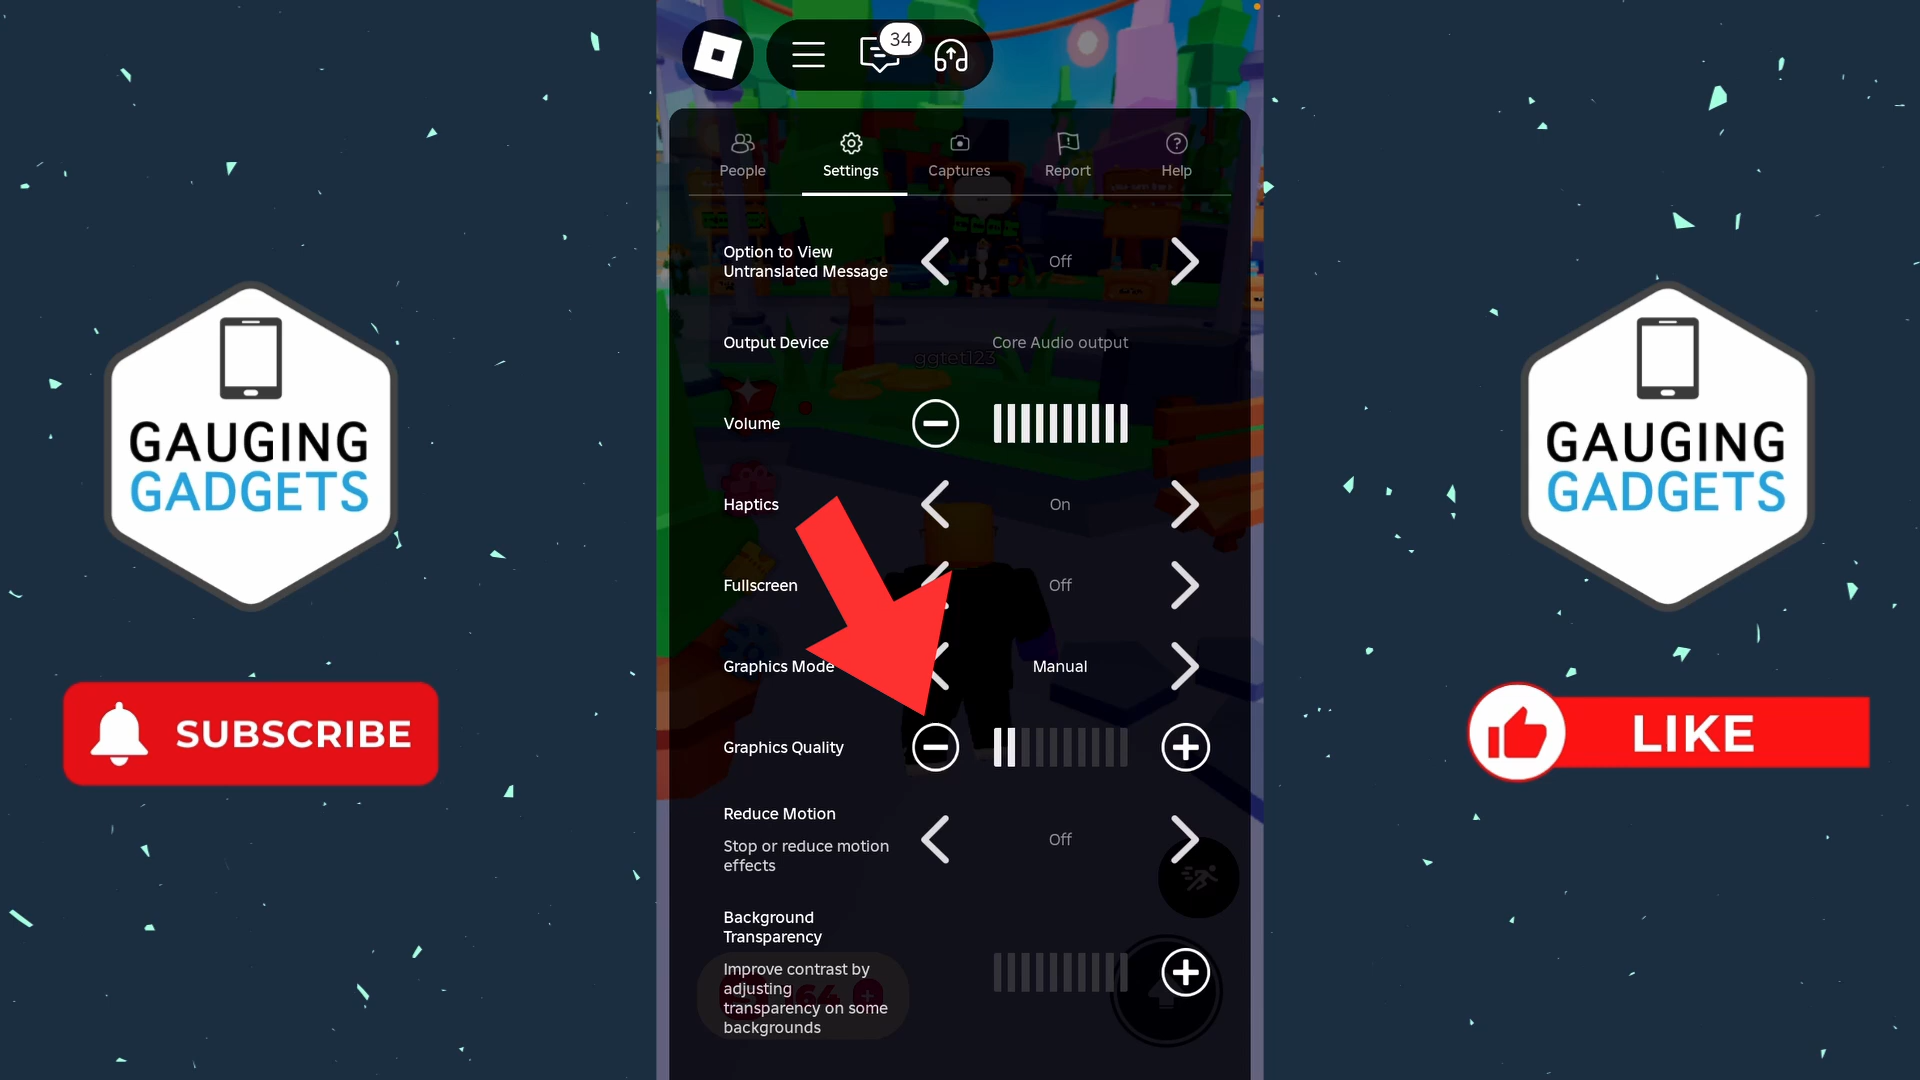 34
People
Settings
Captures
Report
Help
Option to View
Untranslated Message
Off
Output Device
Core Audio output
ggtet123
Volume
Haptics
On
Fullscreen
Off
Graphics Mode
Manual
Graphics Quality
Reduce Motion
Stop or reduce motion
effects
Off
Background
Transparency
Improve contrast by
adjusting
transparency on some
backgrounds
64
GAUGING
GADGETS
SUBSCRIBE
GAUGING
GADGETS
LIKE